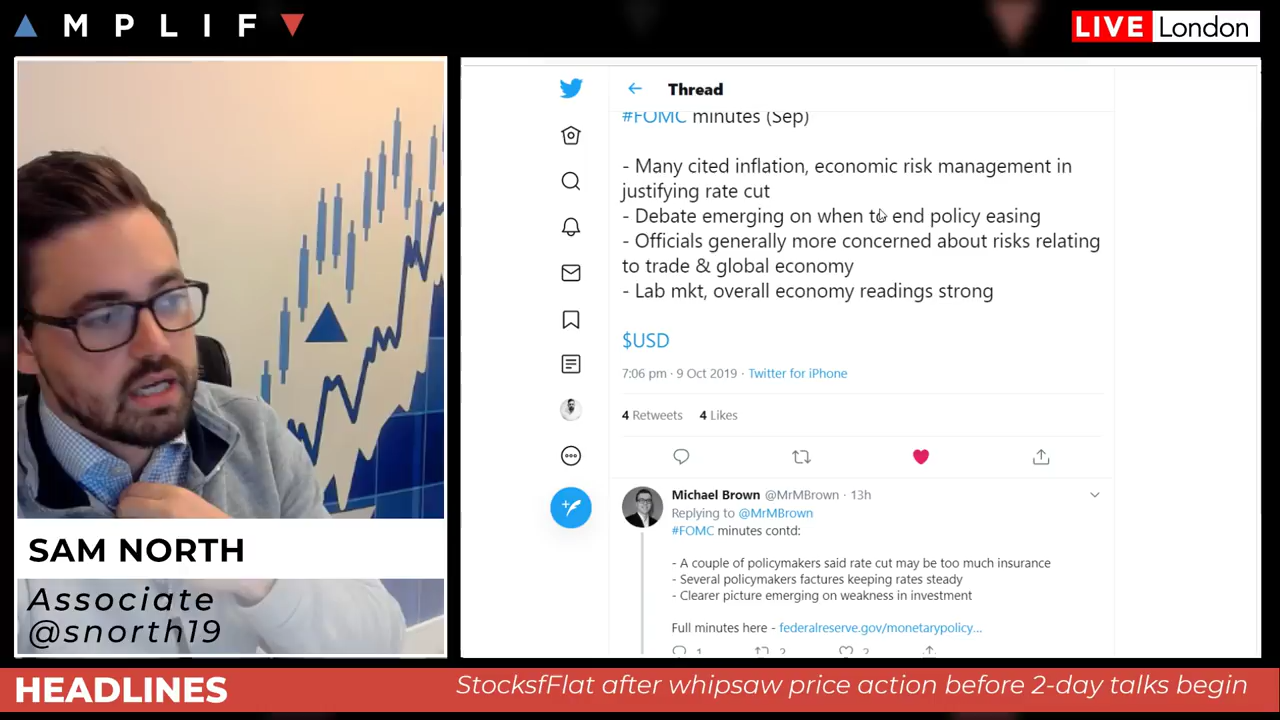 AMPLIFY
LIVE London
Thread
#FOMC minutes (Sep)
- Many cited inflation, economic risk management in
justifying rate cut
- Debate emerging on when to end policy easing
- Officials generally more concerned about risks relating
to trade & global economy
- Lab mkt, overall economy readings strong
$USD
7:06 pm · 9 Oct 2019 · Twitter for iPhone
4 Retweets 4 Likes
Michael Brown @MrMBrown · 13h
Replying to @MrMBrown
#FOMC minutes contd:
- A couple of policymakers said rate cut may be too much insurance
- Several policymakers factures keeping rates steady
- Clearer picture emerging on weakness in investment
Full minutes here - federalreserve.gov/monetarypolicy...
1 2 2
SAM NORTH
Associate
@snorth19
HEADLINES
StocksfFlat after whipsaw price action before 2-day talks begin